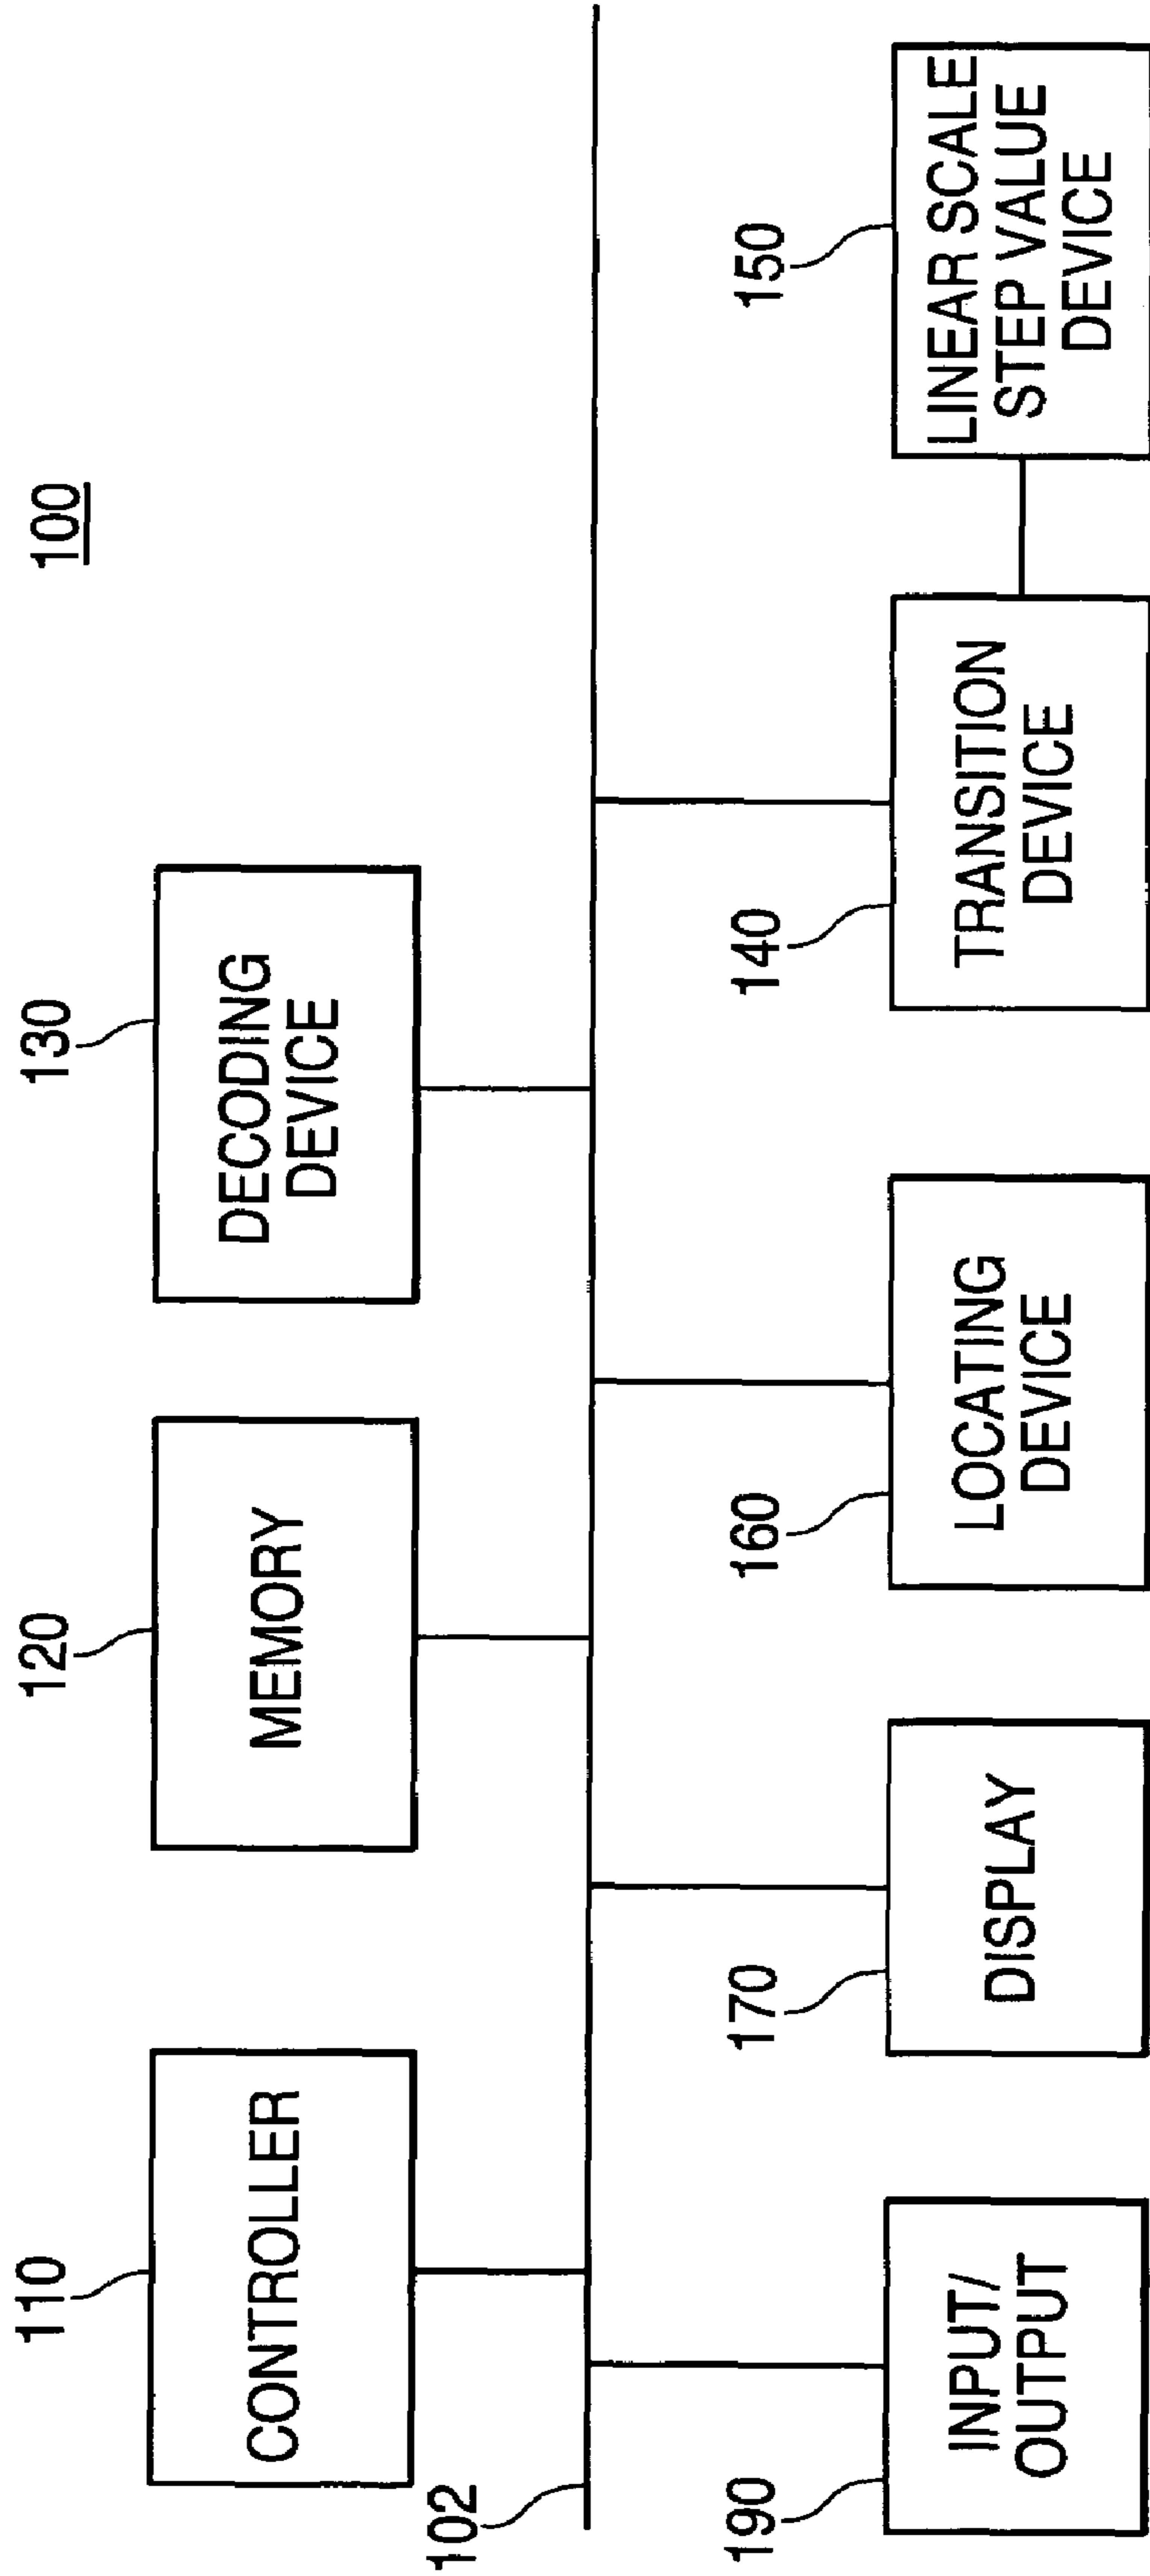 100
110
CONTROLLER
120
MEMORY
130
DECODING
DEVICE
102
190
INPUT/
OUTPUT
170
DISPLAY
160
LOCATING
DEVICE
140
TRANSITION
DEVICE
150
LINEAR SCALE
STEP VALUE
DEVICE